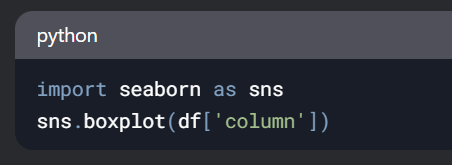 python
import seaborn as sns
sns.boxplot(df['column'])